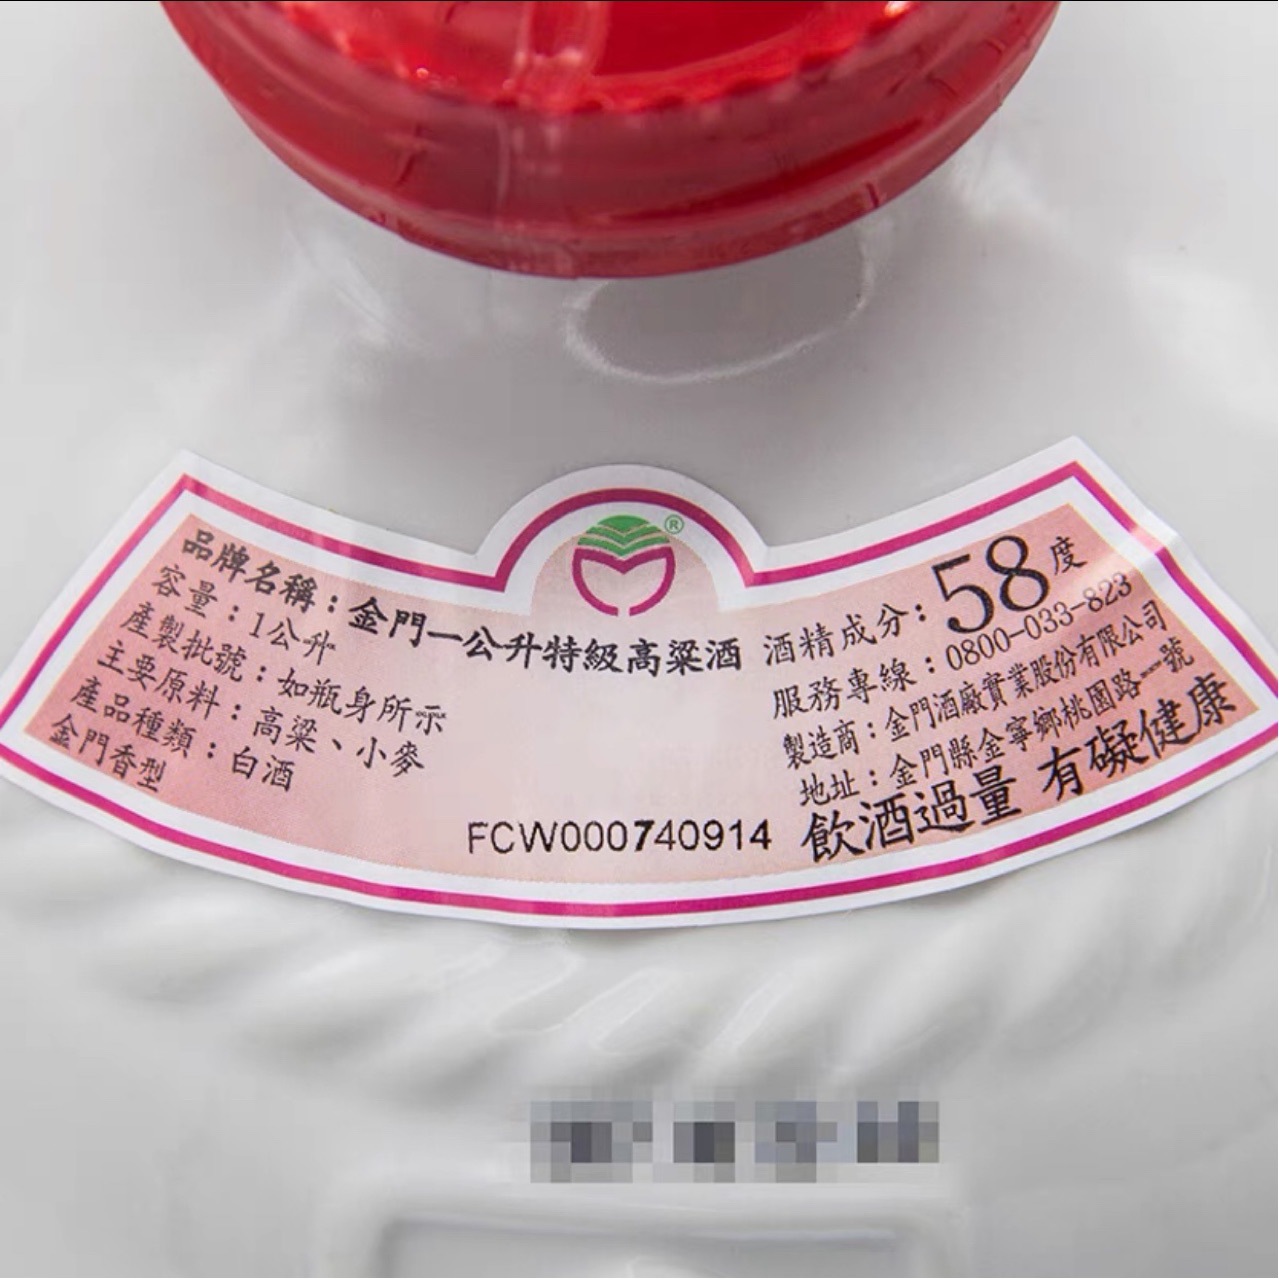 ®
品牌名稱：金門一公升特級高粱酒
容量：1公升
產製批號：如瓶身所示
主要原料：高粱、小麥
產品種類：白酒
金門香型
酒精成分：58度
服務專線：0800-033-823
製造商：金門酒廠實業股份有限公司
地址：金門縣金寧鄉桃園路一號
飲酒過量 有礙健康
FCW000740914